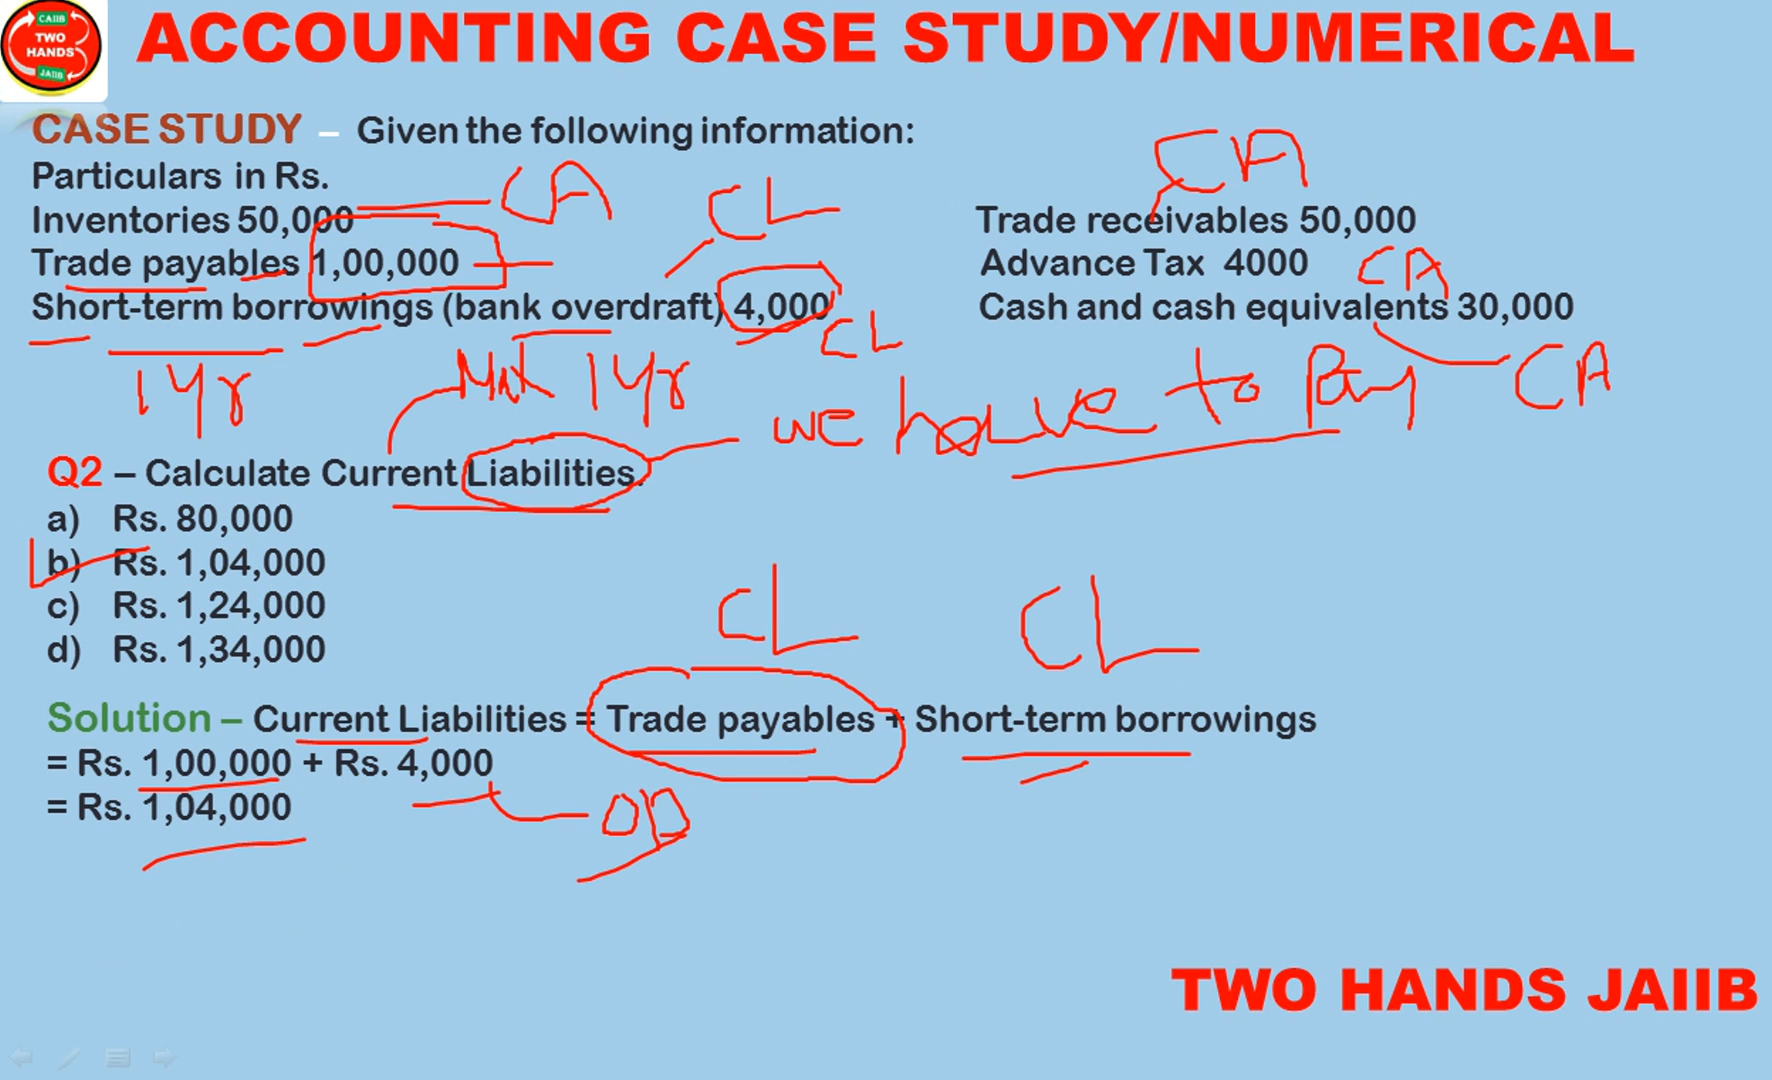 CAIIB
TWO
HANDS
JAIIB
ACCOUNTING CASE STUDY/NUMERICAL
CASE STUDY – Given the following information:
CA
Particulars in Rs.
CA
CL
Inventories 50,000
Trade receivables 50,000
Trade payables 1,00,000
Advance Tax 4000
CA
Short-term borrowings (bank overdraft) 4,000
Cash and cash equivalents 30,000
CL
1Yr
Max 1Yr
we have to Pay
CA
Q2 – Calculate Current Liabilities.
a) Rs. 80,000
b) Rs. 1,04,000
c) Rs. 1,24,000
d) Rs. 1,34,000
CL
CL
Solution – Current Liabilities = Trade payables + Short-term borrowings
= Rs. 1,00,000 + Rs. 4,000
= Rs. 1,04,000
OD
TWO HANDS JAIIB